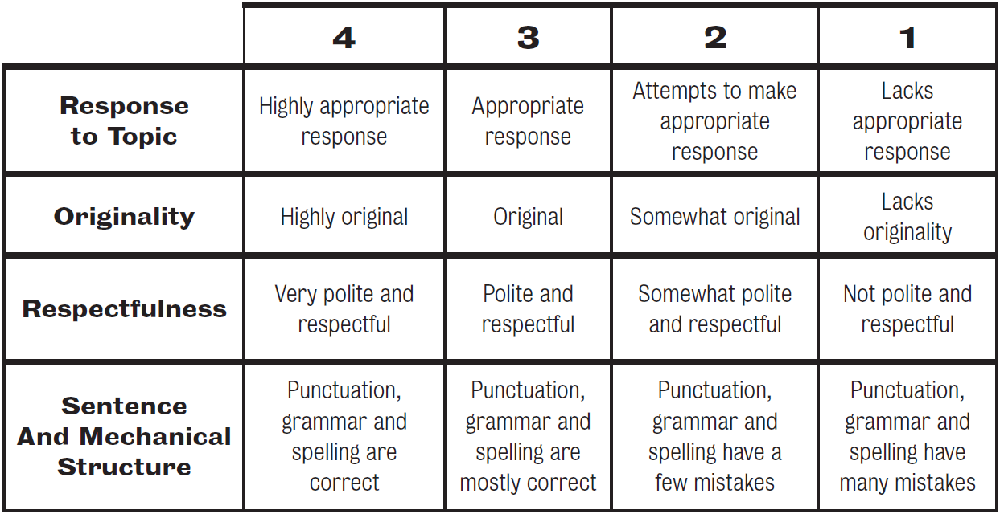 4 3 2 1
Response
to Topic
Highly appropriate
response
Appropriate
response
Attempts to make
appropriate
response
Lacks
appropriate
response
Originality
Highly original
Original
Somewhat original
Lacks
originality
Respectfulness
Very polite and
respectful
Polite and
respectful
Somewhat polite
and respectful
Not polite and
respectful
Sentence
And Mechanical
Structure
Punctuation,
grammar and
spelling are
correct
Punctuation,
grammar and
spelling are
mostly correct
Punctuation,
grammar and
spelling have a
few mistakes
Punctuation,
grammar and
spelling have
many mistakes